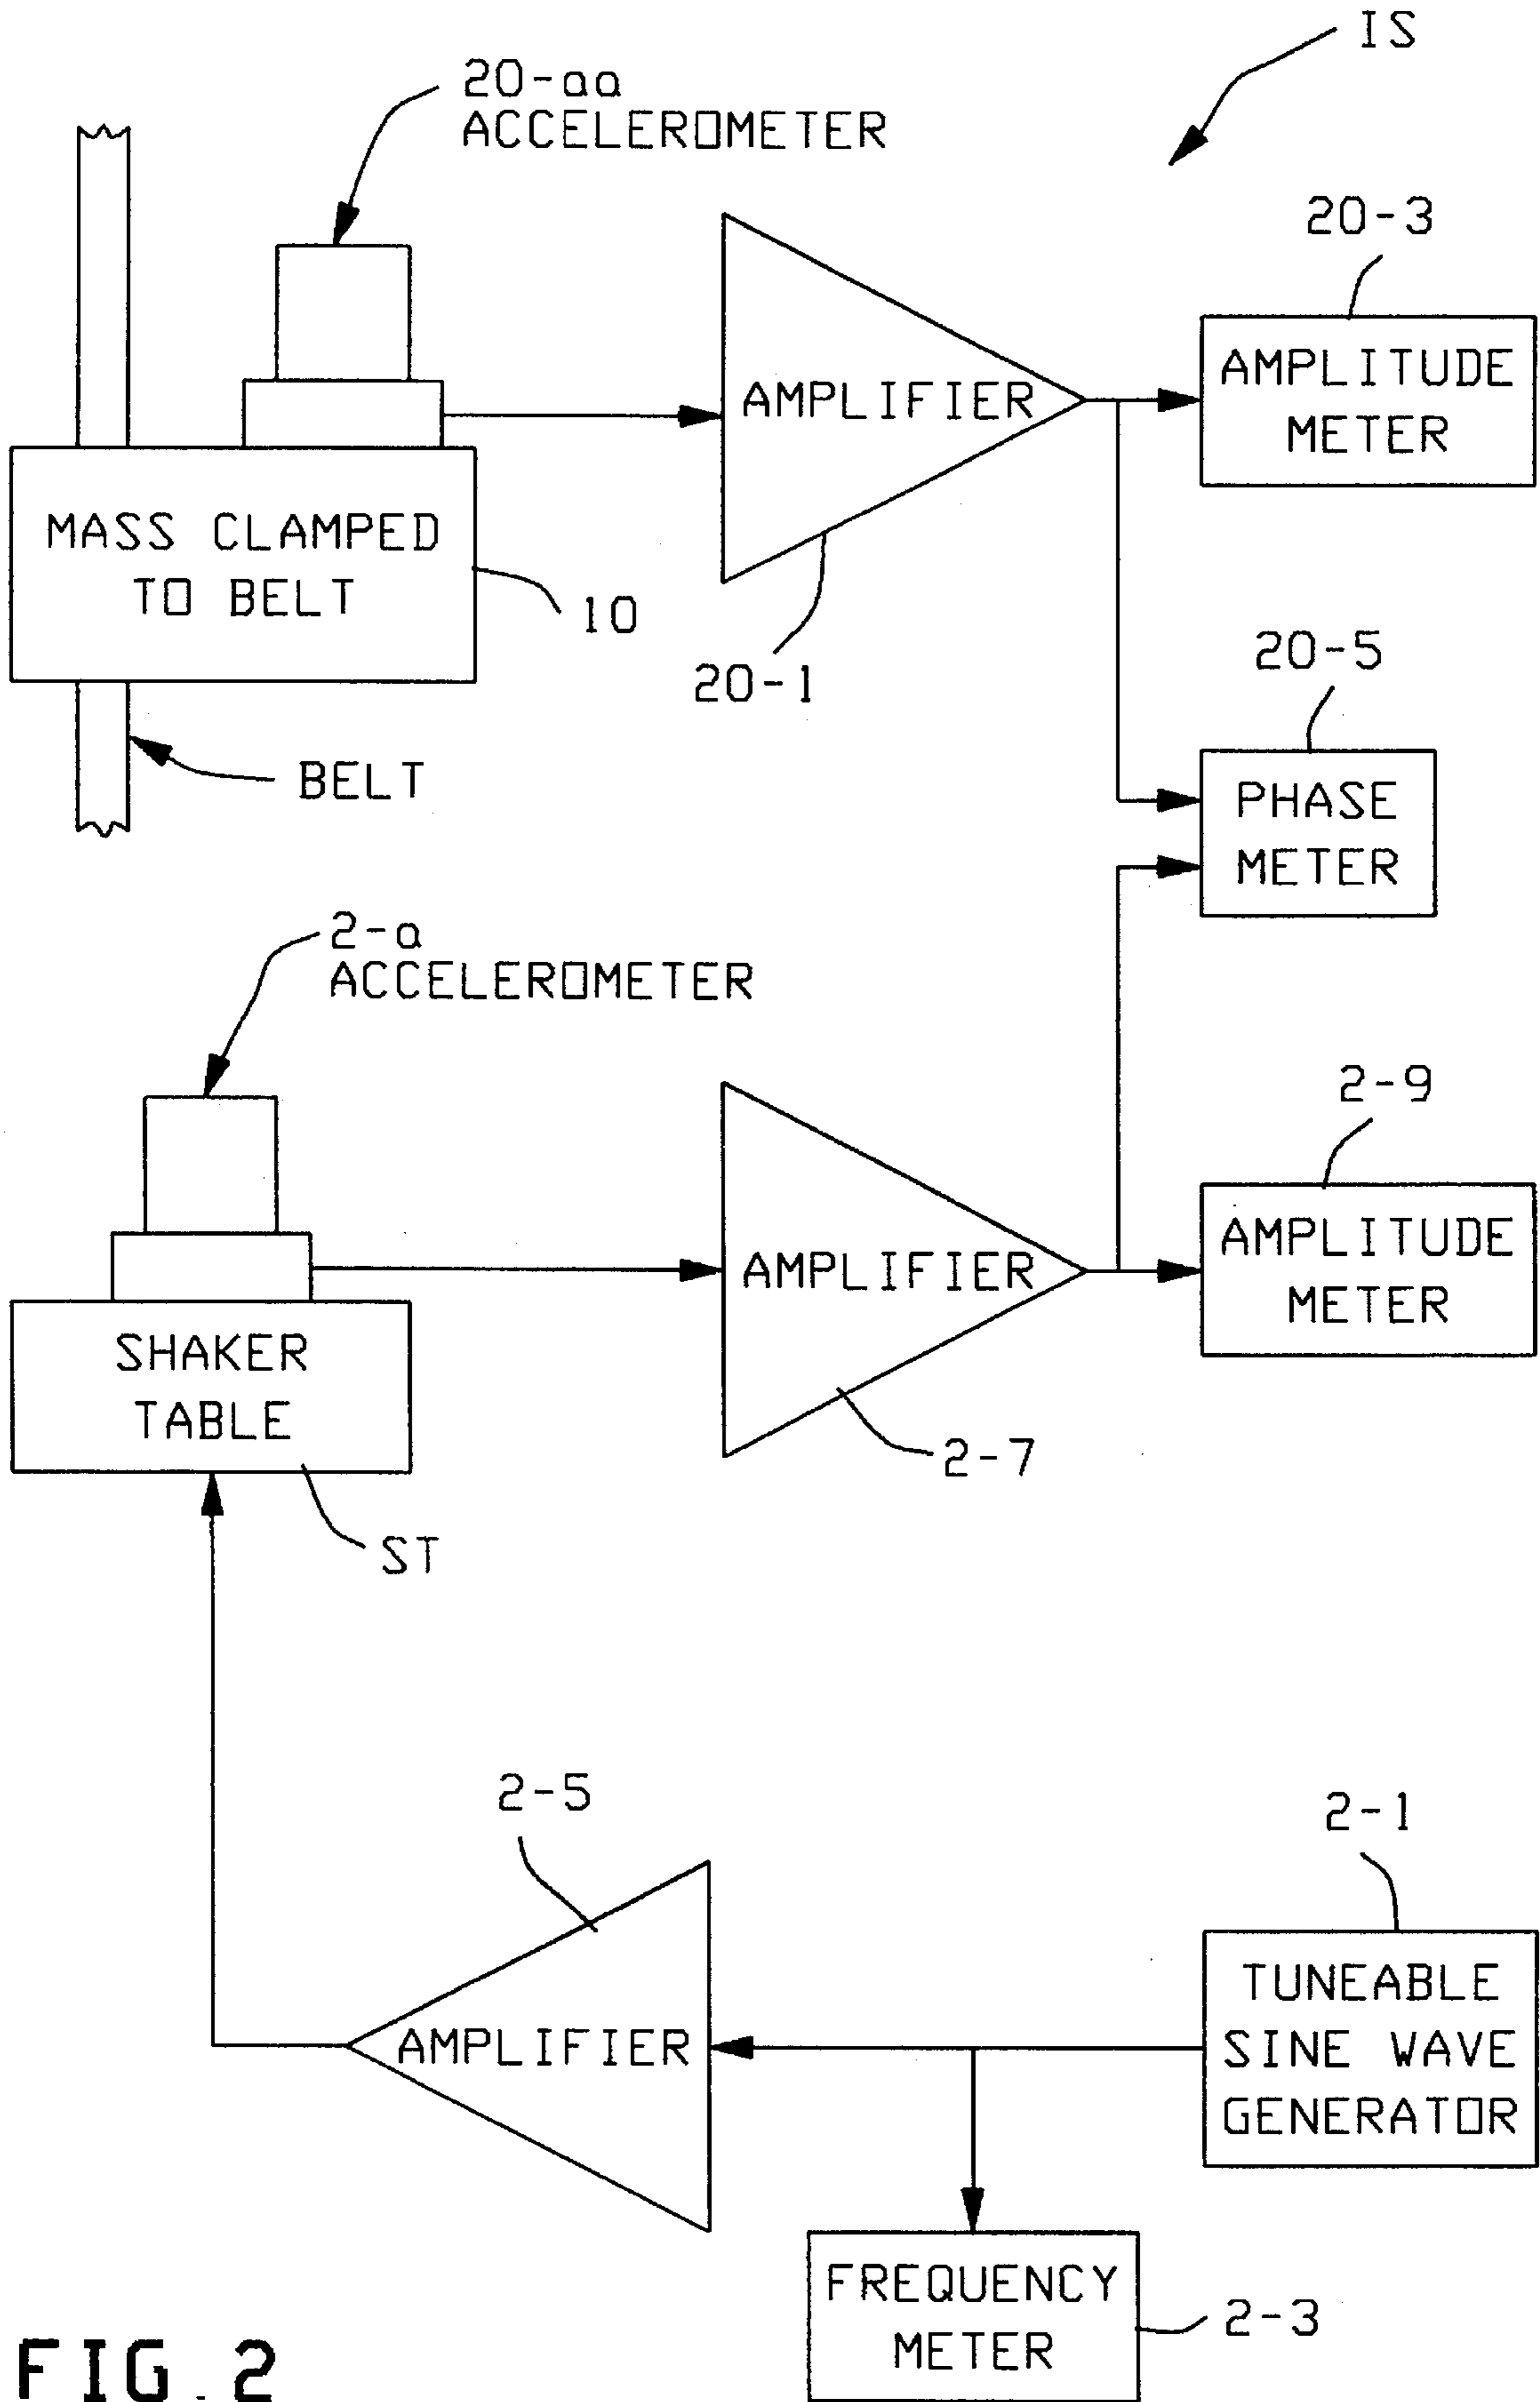 IS
20-aa
ACCELEROMETER
20-3
AMPLITUDE
METER
AMPLIFIER
MASS CLAMPED
TO BELT
10
20-1
20-5
BELT
PHASE
METER
2-a
ACCELEROMETER
2-9
AMPLITUDE
METER
AMPLIFIER
SHAKER
TABLE
2-7
ST
2-5
2-1
TUNEABLE
SINE WAVE
GENERATOR
AMPLIFIER
FREQUENCY
METER
2-3
FIG. 2